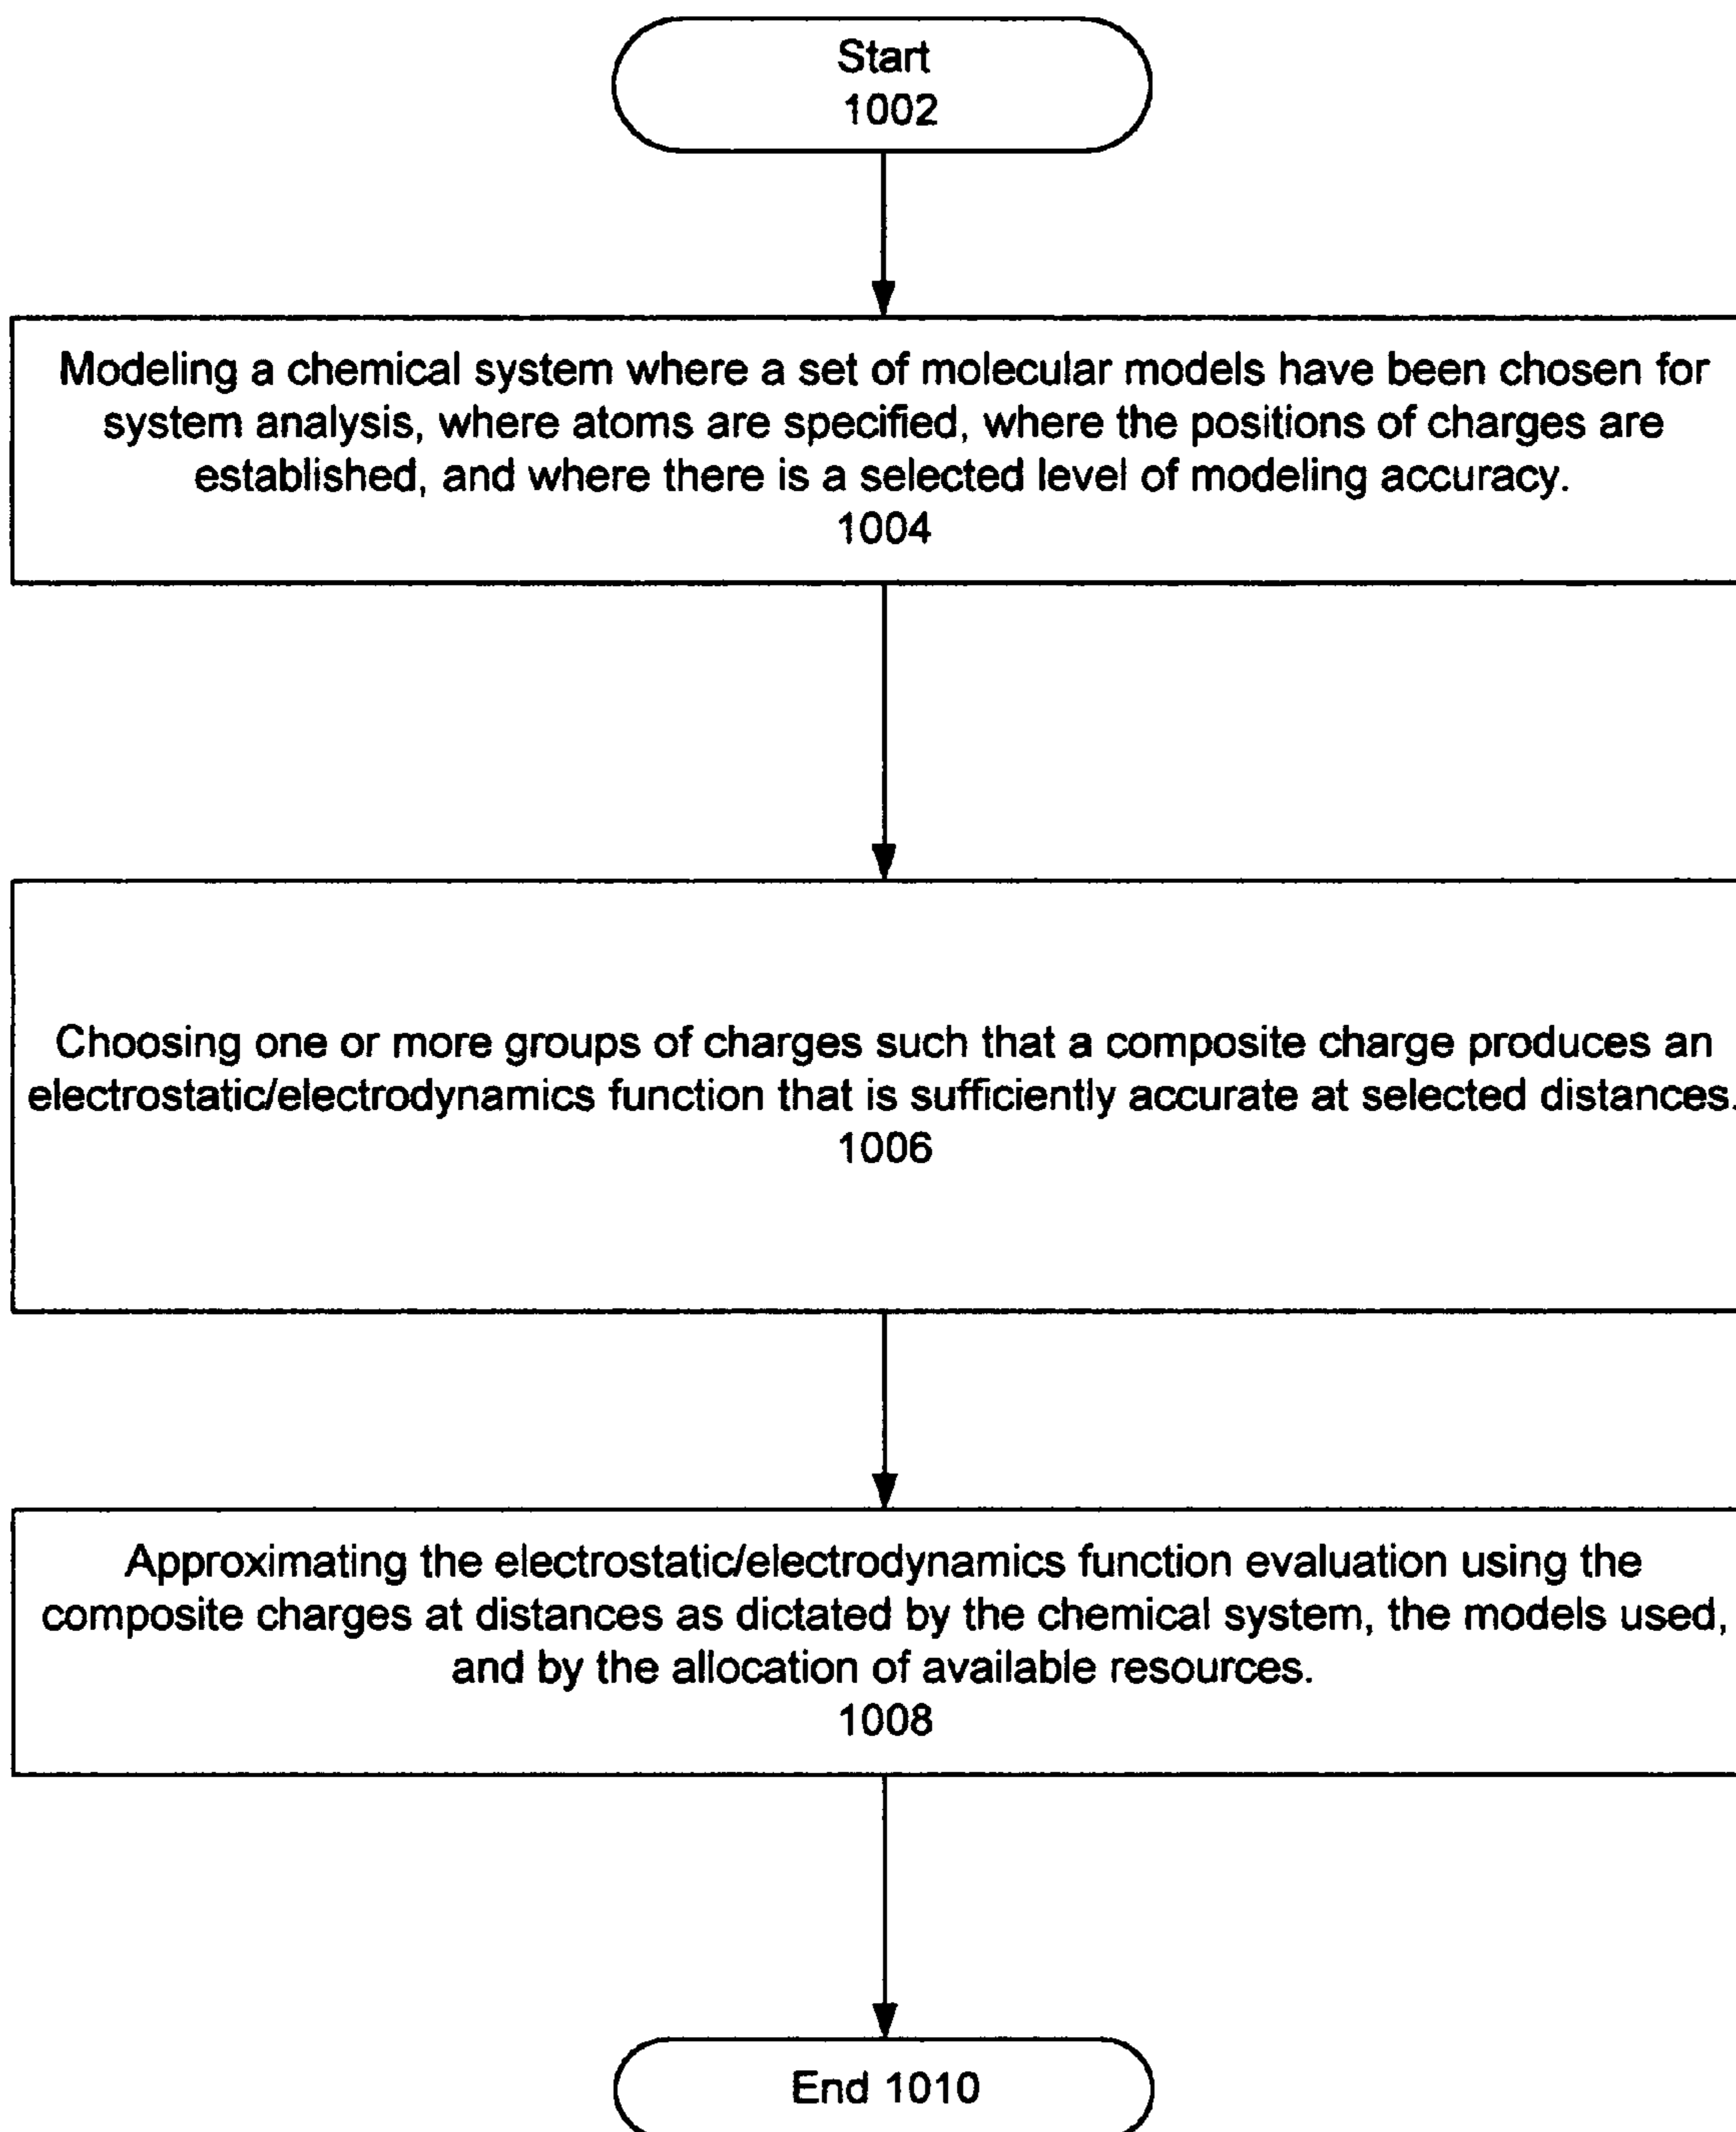 Start
1002
Modeling a chemical system where a set of molecular models have been chosen for
system analysis, where atoms are specified, where the positions of charges are
established, and where there is a selected level of modeling accuracy.
1004
Choosing one or more groups of charges such that a composite charge produces an
electrostatic/electrodynamics function that is sufficiently accurate at selected distances.
1006
Approximating the electrostatic/electrodynamics function evaluation using the
composite charges at distances as dictated by the chemical system, the models used,
and by the allocation of available resources.
1008
End 1010